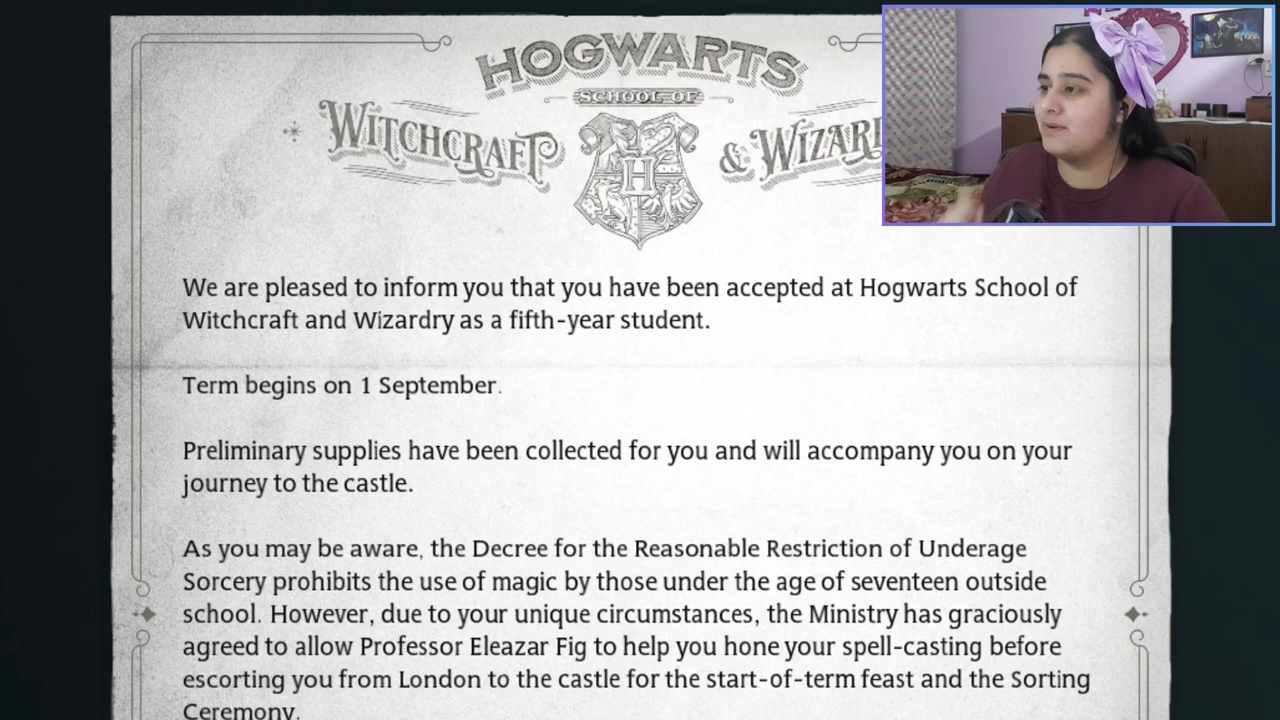 HOGWARTS
SCHOOL OF
WITCHCRAFT & WIZARD
H
We are pleased to inform you that you have been accepted at Hogwarts School of
Witchcraft and Wizardry as a fifth-year student.
Term begins on 1 September.
Preliminary supplies have been collected for you and will accompany you on your
journey to the castle.
As you may be aware, the Decree for the Reasonable Restriction of Underage
Sorcery prohibits the use of magic by those under the age of seventeen outside
school. However, due to your unique circumstances, the Ministry has graciously
agreed to allow Professor Eleazar Fig to help you hone your spell-casting before
escorting you from London to the castle for the start-of-term feast and the Sorting
Ceremony.